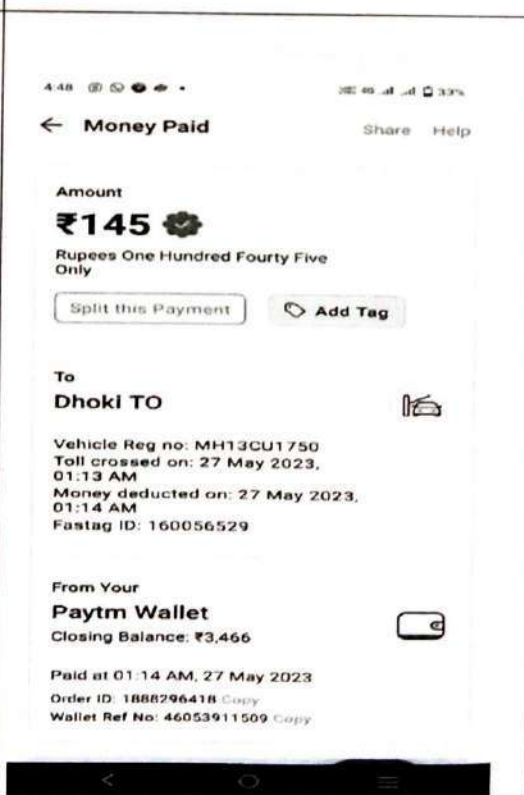 4:48
4G 33%
← Money Paid Share Help
Amount
₹145
Rupees One Hundred Fourty Five
Only
Split this Payment Add Tag
To
Dhoki TO
Vehicle Reg no: MH13CU1750
Toll crossed on: 27 May 2023,
01:13 AM
Money deducted on: 27 May 2023,
01:14 AM
Fastag ID: 160056529
From Your
Paytm Wallet
Closing Balance: ₹3,466
Paid at 01:14 AM, 27 May 2023
Order ID: 1888296418 Copy
Wallet Ref No: 46053911509 Copy